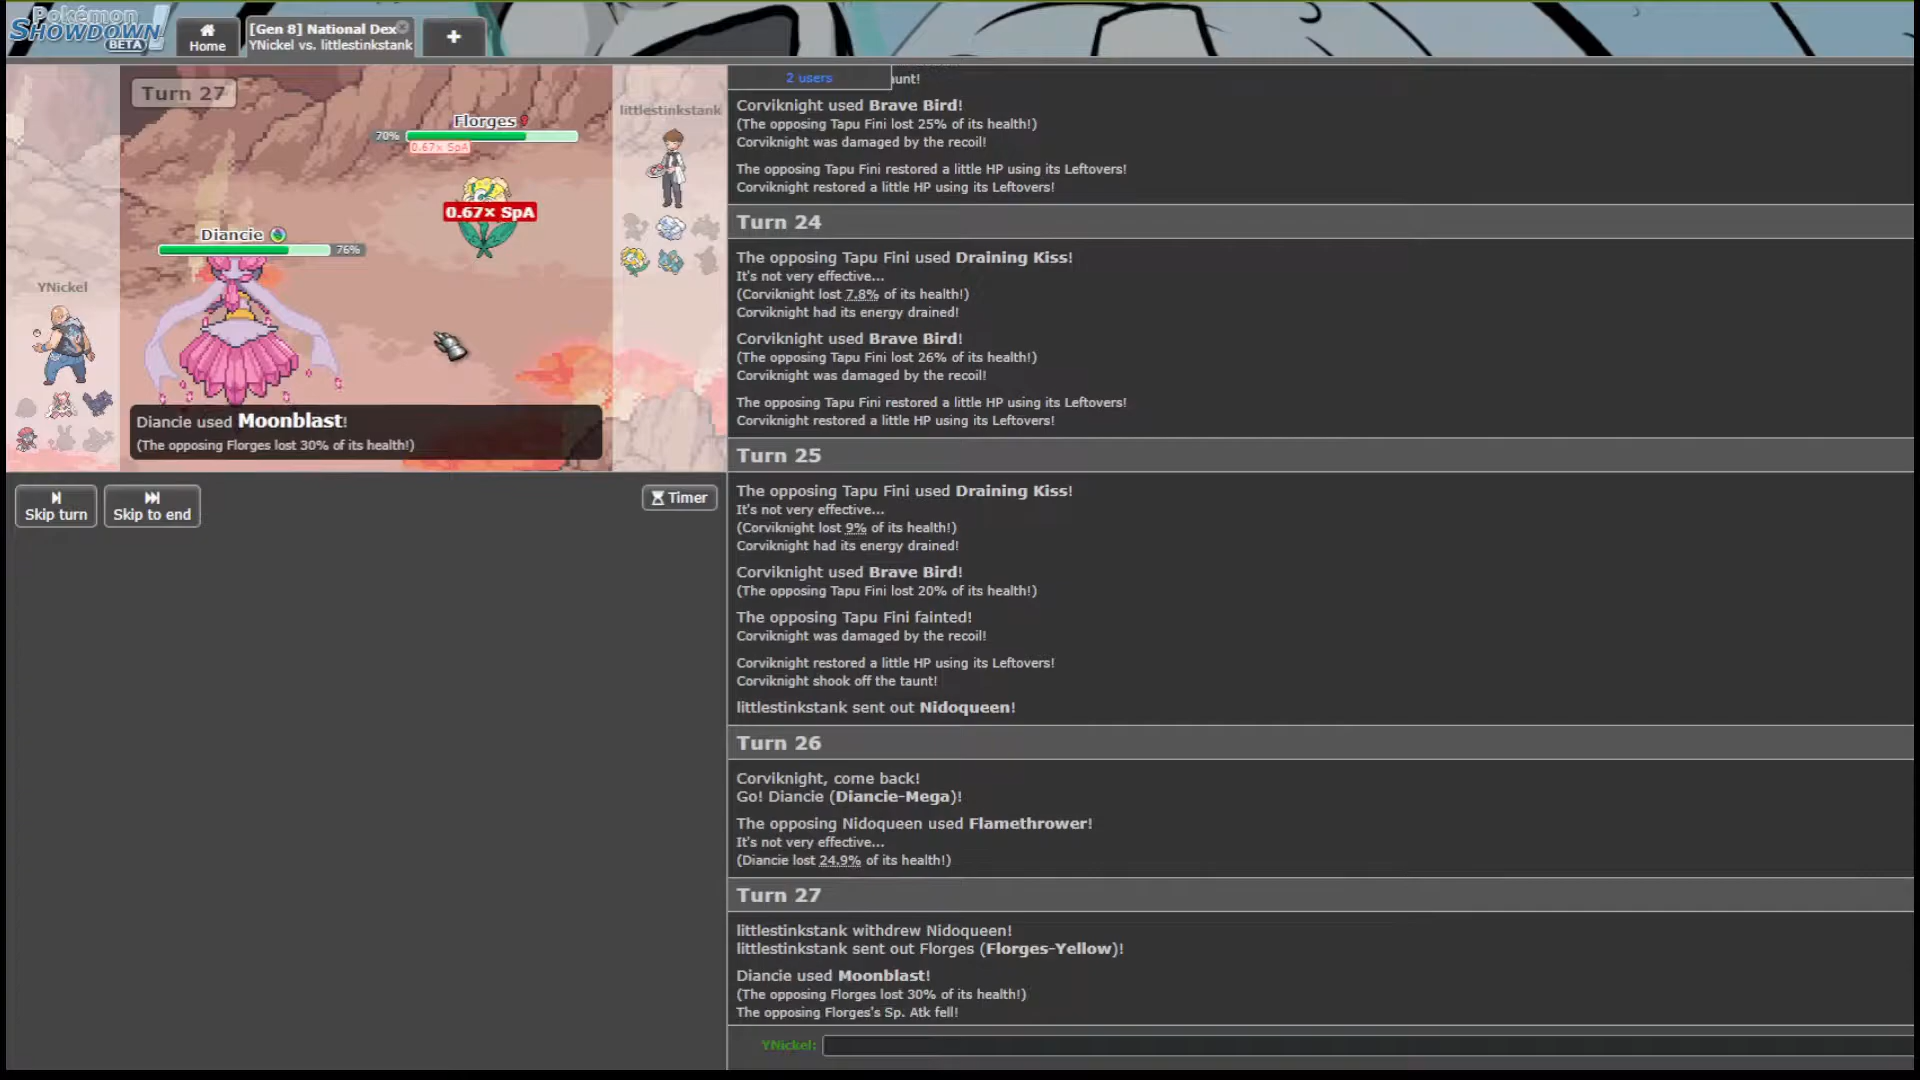 Pokémon
SHOWDOWN
BETA
Home
[Gen 8] National Dex
YNickel vs. littlestinkstank
2 users
Turn 27
Florges
70%
0.67x SpA
0.67× SpA
Diancie
76%
YNickel
littlestinkstank
Diancie used Moonblast!
(The opposing Florges lost 30% of its health!)
Skip turn
Skip to end
Timer
aunt!
Corviknight used Brave Bird!
(The opposing Tapu Fini lost 25% of its health!)
Corviknight was damaged by the recoil!
The opposing Tapu Fini restored a little HP using its Leftovers!
Corviknight restored a little HP using its Leftovers!
Turn 24
The opposing Tapu Fini used Draining Kiss!
It's not very effective...
(Corviknight lost 7.8% of its health!)
Corviknight had its energy drained!
Corviknight used Brave Bird!
(The opposing Tapu Fini lost 26% of its health!)
Corviknight was damaged by the recoil!
The opposing Tapu Fini restored a little HP using its Leftovers!
Corviknight restored a little HP using its Leftovers!
Turn 25
The opposing Tapu Fini used Draining Kiss!
It's not very effective...
(Corviknight lost 9% of its health!)
Corviknight had its energy drained!
Corviknight used Brave Bird!
(The opposing Tapu Fini lost 20% of its health!)
The opposing Tapu Fini fainted!
Corviknight was damaged by the recoil!
Corviknight restored a little HP using its Leftovers!
Corviknight shook off the taunt!
littlestinkstank sent out Nidoqueen!
Turn 26
Corviknight, come back!
Go! Diancie (Diancie-Mega)!
The opposing Nidoqueen used Flamethrower!
It's not very effective...
(Diancie lost 24.9% of its health!)
Turn 27
littlestinkstank withdrew Nidoqueen!
littlestinkstank sent out Florges (Florges-Yellow)!
Diancie used Moonblast!
(The opposing Florges lost 30% of its health!)
The opposing Florges's Sp. Atk fell!
YNickel: